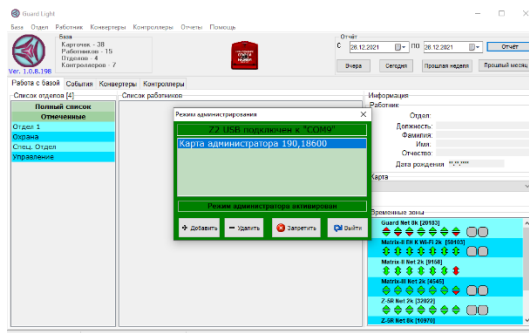 Guard Light
База Отдел Работник Конвертеры Контроллеры Отчеты Помощь
База
Карточек - 38
Работников - 15
Отделов - 4
Контроллеров - 7
Ver. 1.0.8.198
Отчёт
С 26.12.2021 ПО 26.12.2021 Отчёт
Вчера Сегодня Прошлая неделя Прошлый месяц
Работа с базой События Конвертеры Контроллеры
Список отделов [4]
Полный список
Отмеченные
Отдел 1
Охрана
Спец. Отдел
Управление
Список работников
Режим администрирования
Z2 USB подключен к "COM9"
Карта администратора 190,18600
Режим администратора активирован
Добавить Удалить Запретить Выйти
Информация
Работник
Отдел:
Должность:
Фамилия:
Имя:
Отчество:
Дата рождения "**.**.****"
Карта
Временные зоны
Guard Net 8k [20103]
Matrix-II EH K Wi-Fi 2k [50103]
Matrix-II Net 2k [9168]
Matrix-III Net 2k [4545]
Z-5R Net 2k [32022]
Z-5R Net 8k [10970]